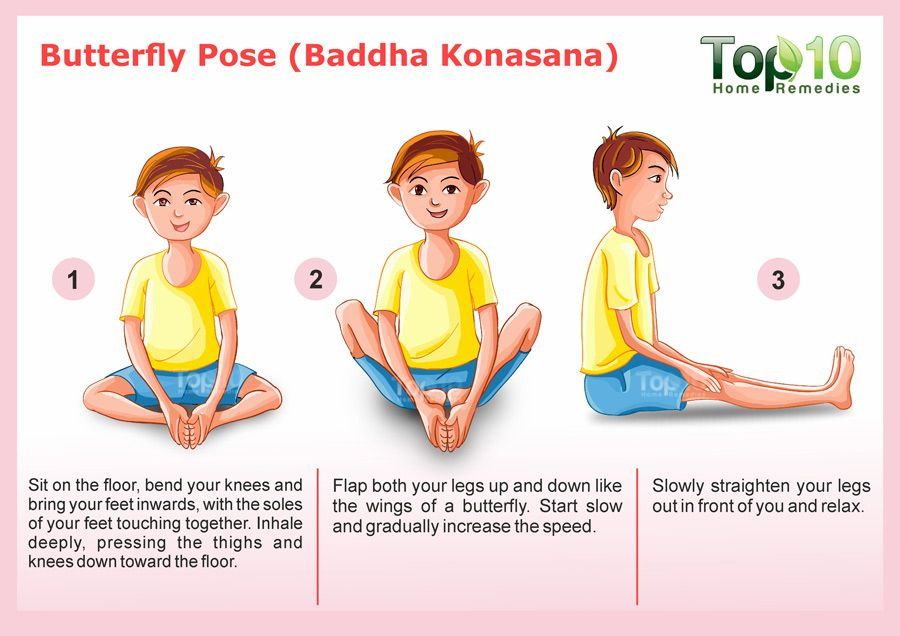 Butterfly Pose (Baddha Konasana)
Top10
Home Remedies
1
2
3
Sit on the floor, bend your knees and
bring your feet inwards, with the soles
of your feet touching together. Inhale
deeply, pressing the thighs and
knees down toward the floor.
Flap both your legs up and down like
the wings of a butterfly. Start slow
and gradually increase the speed.
Slowly straighten your legs
out in front of you and relax.